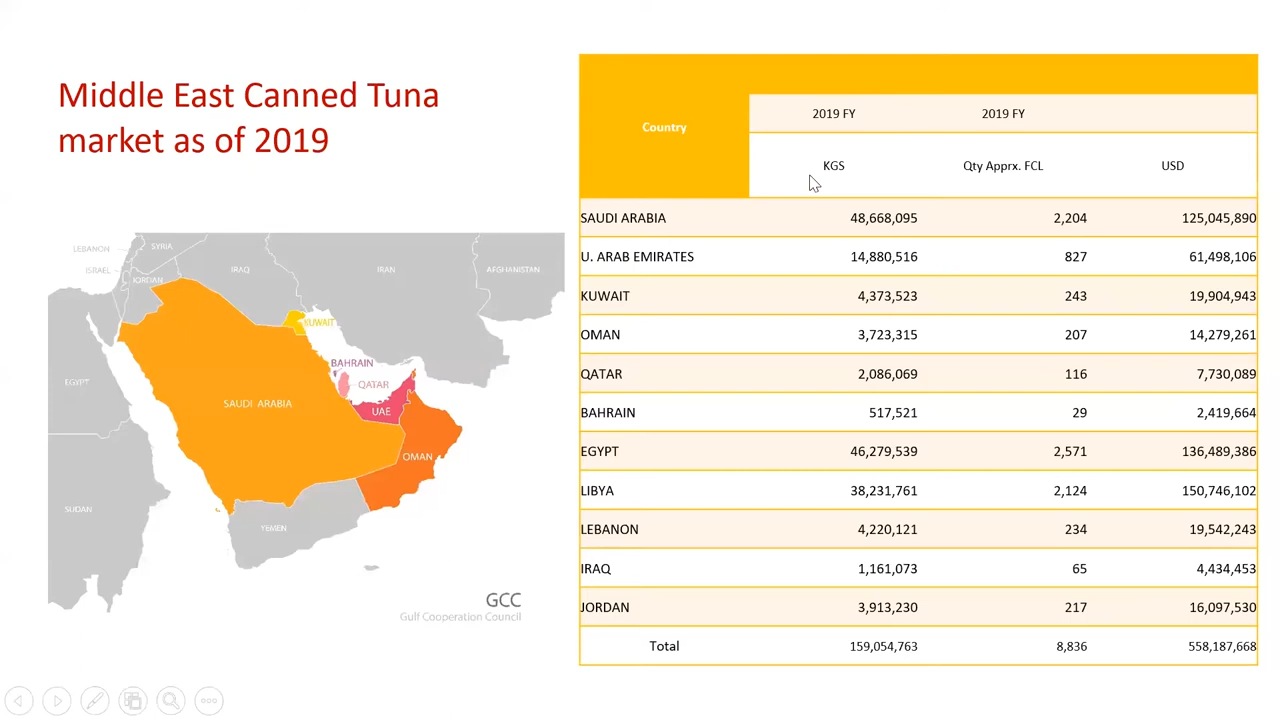 Middle East Canned Tuna
market as of 2019
LEBANON
SYRIA
ISRAEL
JORDAN
IRAQ
IRAN
AFGHANISTAN
KUWAIT
EGYPT
BAHRAIN
QATAR
SAUDI ARABIA
UAE
OMAN
SUDAN
YEMEN
GCC
Gulf Cooperation Council
Country 2019 FY 2019 FY
KGS Qty Apprx. FCL USD
SAUDI ARABIA 48,668,095 2,204 125,045,890
U. ARAB EMIRATES 14,880,516 827 61,498,106
KUWAIT 4,373,523 243 19,904,943
OMAN 3,723,315 207 14,279,261
QATAR 2,086,069 116 7,730,089
BAHRAIN 517,521 29 2,419,664
EGYPT 46,279,539 2,571 136,489,386
LIBYA 38,231,761 2,124 150,746,102
LEBANON 4,220,121 234 19,542,243
IRAQ 1,161,073 65 4,434,453
JORDAN 3,913,230 217 16,097,530
Total 159,054,763 8,836 558,187,668